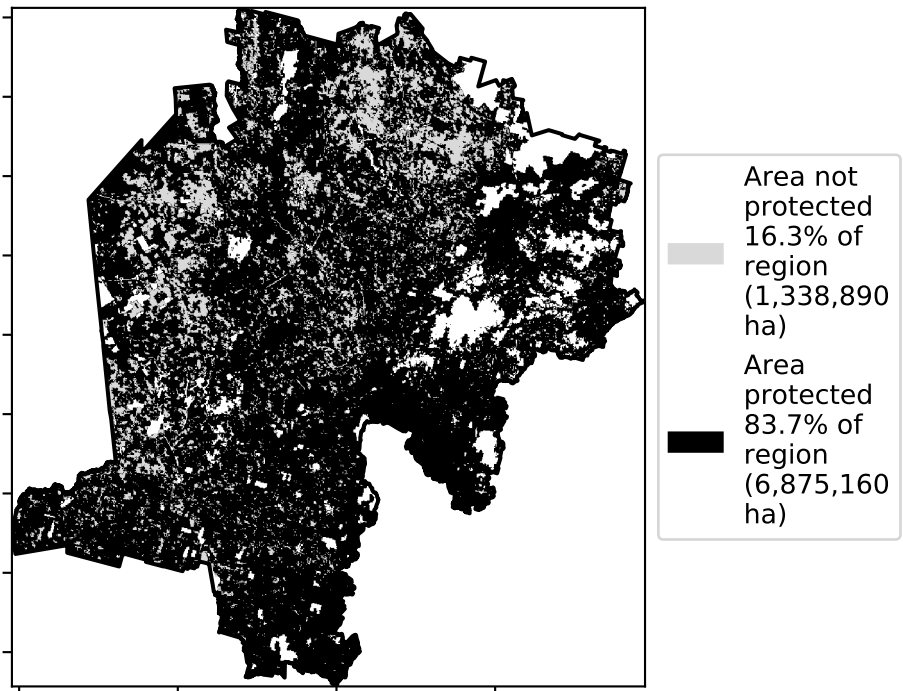 Area not
protected
16.3% of
region
(1,338,890
ha)
Area
protected
83.7% of
region
(6,875,160
ha)